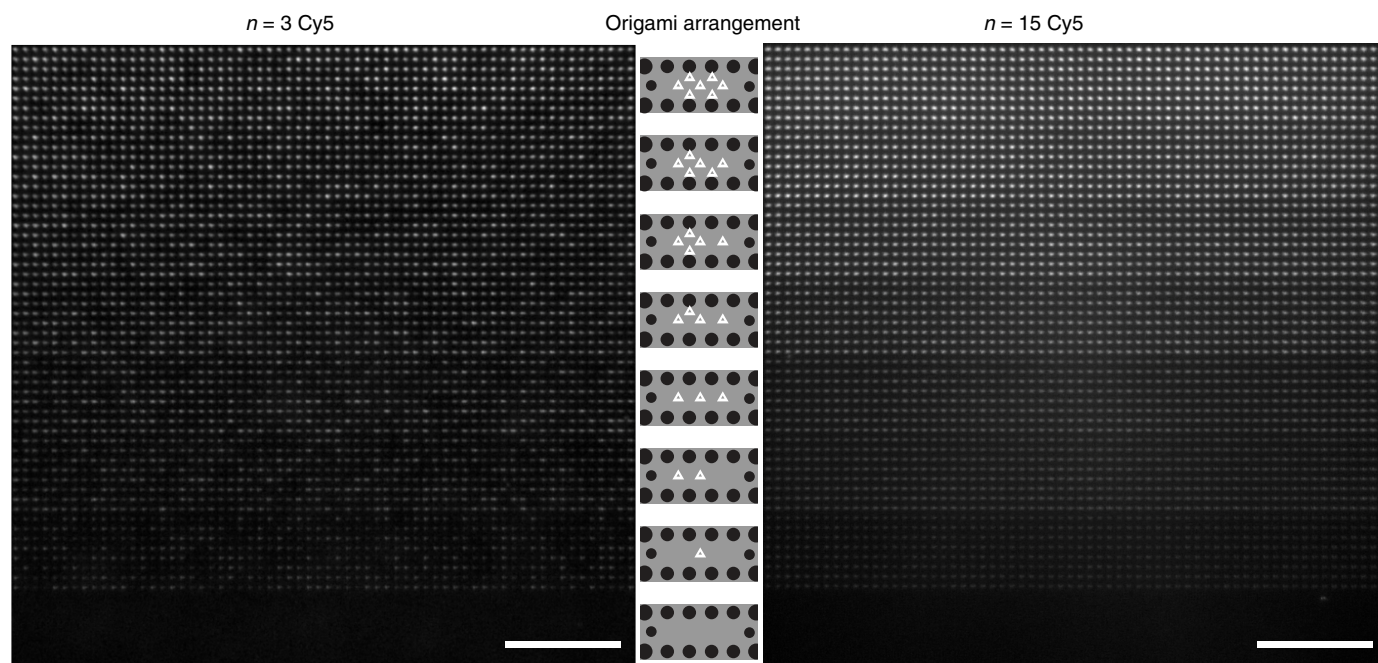 n = 3 Cy5
Origami arrangement
n = 15 Cy5